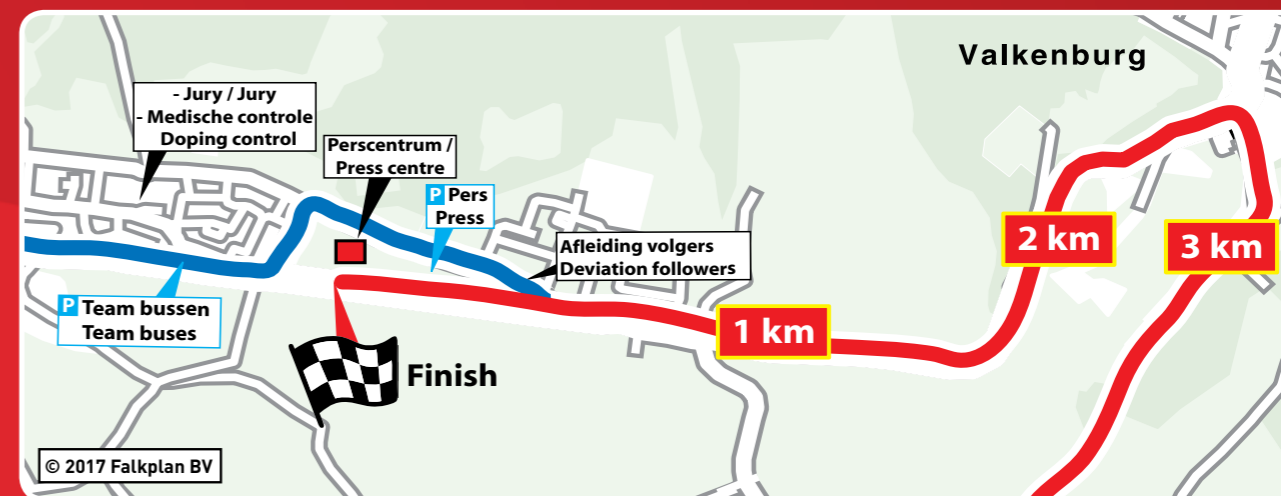 Valkenburg
- Jury / Jury
- Medische controle
Doping control
Perscentrum /
Press centre
P Pers
Press
Afleiding volgers
Deviation followers
2 km
3 km
P Team bussen
Team buses
1 km
Finish
© 2017 Falkplan BV